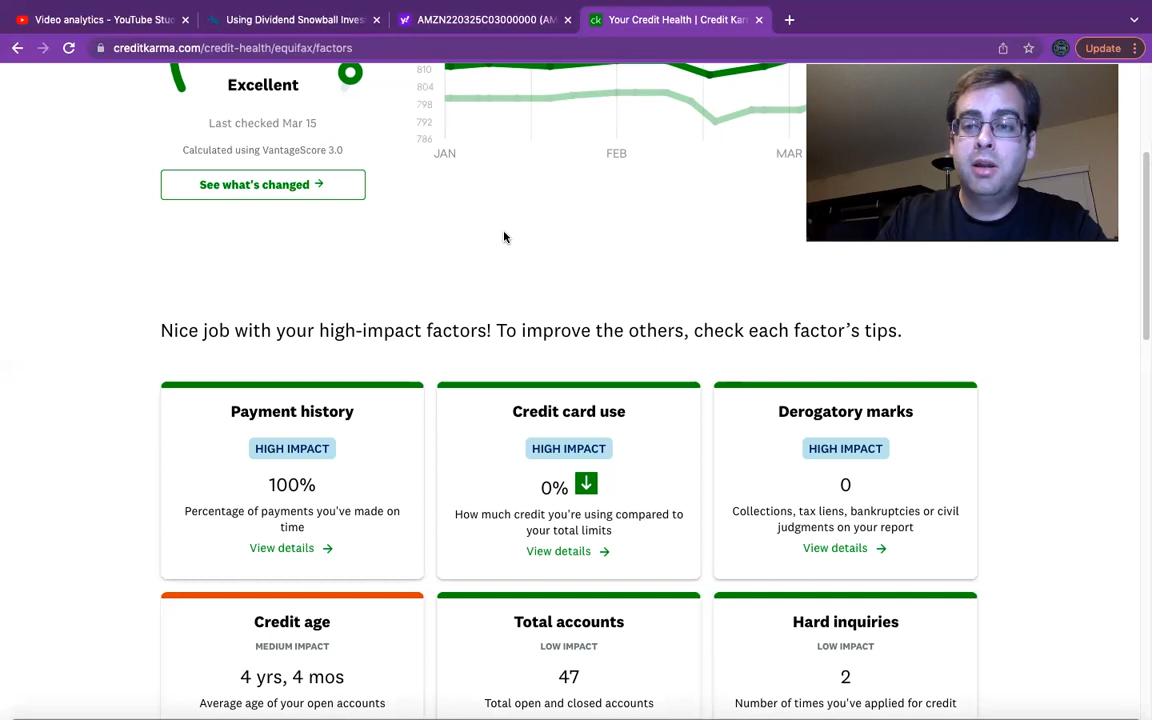 Video analytics - YouTube Stu
Using Dividend Snowball Inves
AMZN220325C03000000 (AM
ck
Your Credit Health | Credit Kar
creditkarma.com/credit-health/equifax/factors
Update
810
804
798
792
786
JAN
FEB
MAR
Excellent
Last checked Mar 15
Calculated using VantageScore 3.0
See what's changed
Nice job with your high-impact factors! To improve the others, check each factor's tips.
Payment history
HIGH IMPACT
100%
Percentage of payments you've made on
time
View details
Credit card use
HIGH IMPACT
0%
How much credit you're using compared to
your total limits
View details
Derogatory marks
HIGH IMPACT
0
Collections, tax liens, bankruptcies or civil
judgments on your report
View details
Credit age
MEDIUM IMPACT
4 yrs, 4 mos
Average age of your open accounts
Total accounts
LOW IMPACT
47
Total open and closed accounts
Hard inquiries
LOW IMPACT
2
Number of times you've applied for credit